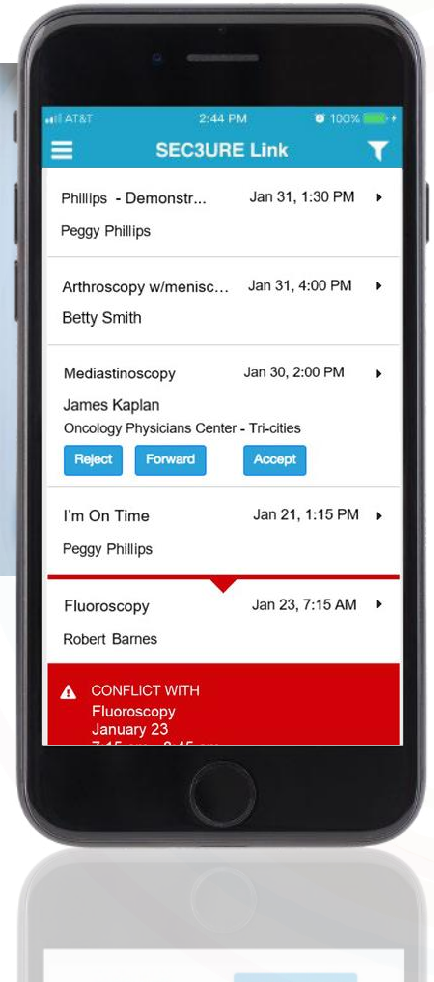 AT&T 2:44 PM 100%
SEC3URE Link
Phillips - Demonstr... Jan 31, 1:30 PM
Peggy Phillips
Arthroscopy w/menisc... Jan 31, 4:00 PM
Betty Smith
Mediastinoscopy Jan 30, 2:00 PM
James Kaplan
Oncology Physicians Center - Tri-cities
Reject Forward Accept
I'm On Time Jan 21, 1:15 PM
Peggy Phillips
Fluoroscopy Jan 23, 7:15 AM
Robert Barnes
CONFLICT WITH
Fluoroscopy
January 23